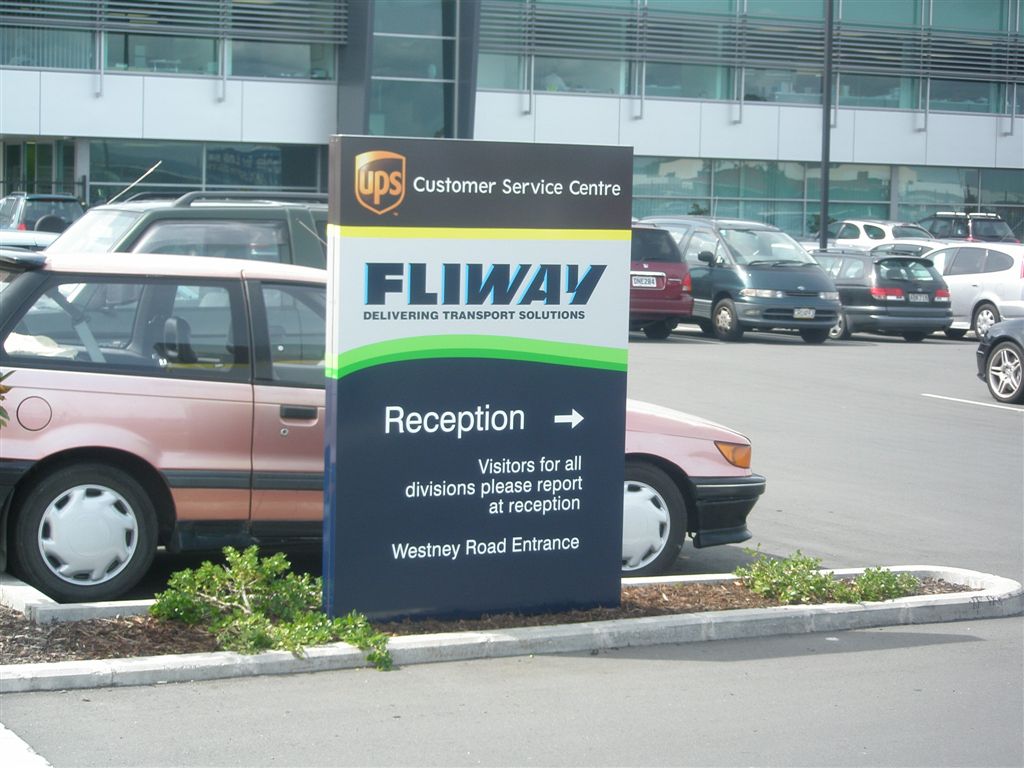 ups Customer Service Centre
FLIWAY
DELIVERING TRANSPORT SOLUTIONS
Reception →
Visitors for all
divisions please report
at reception
Westney Road Entrance